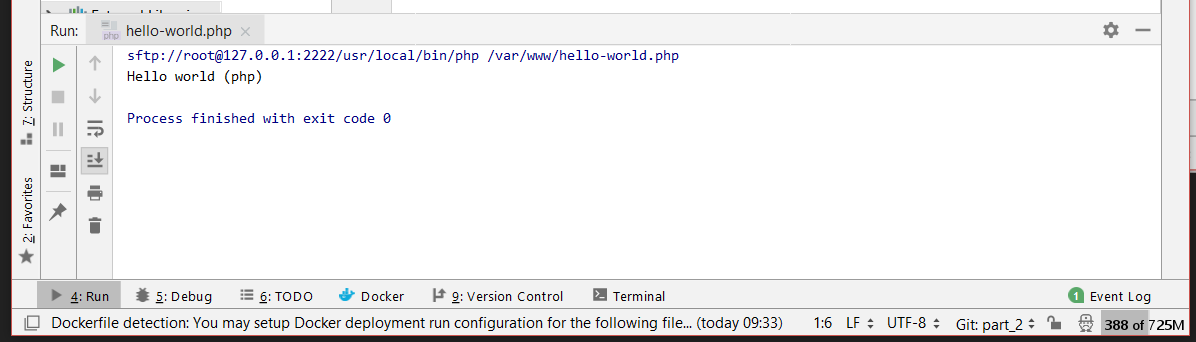 Run: hello-world.php
php
sftp://root@127.0.0.1:2222/usr/local/bin/php /var/www/hello-world.php
Hello world (php)
Process finished with exit code 0
7: Structure
2: Favorites
4: Run 5: Debug 6: TODO Docker 9: Version Control Terminal 1 Event Log
Dockerfile detection: You may setup Docker deployment run configuration for the following file... (today 09:33) 1:6 LF UTF-8 Git: part_2 388 of 725M